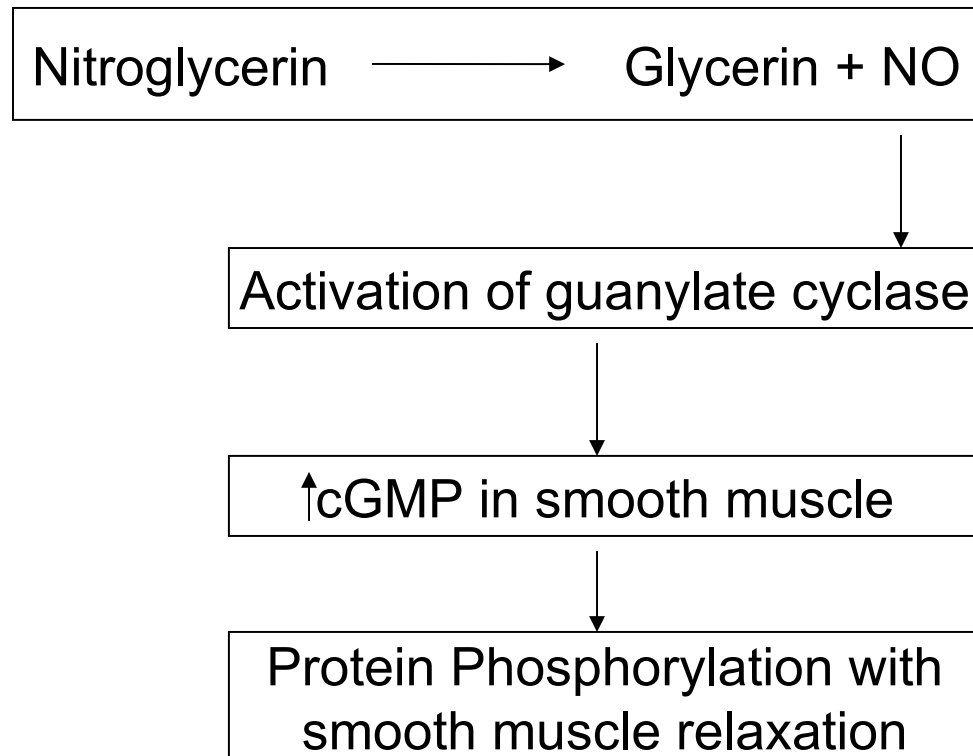 Nitroglycerin Glycerin + NO
Activation of guanylate cyclase
cGMP in smooth muscle
Protein Phosphorylation with
smooth muscle relaxation